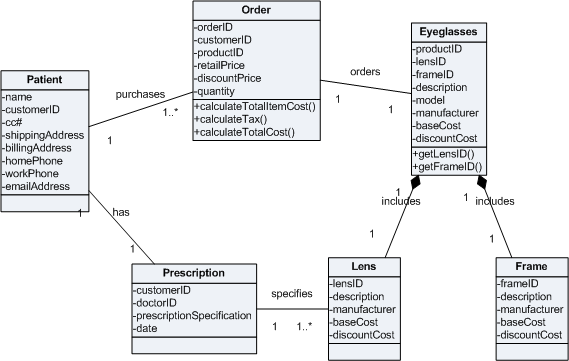 Order
-orderID
-customerID
-productID
-retailPrice
-discountPrice
-quantity
+calculateTotalItemCost()
+calculateTax()
+calculateTotalCost()
Eyeglasses
-productID
-lensID
-frameID
-description
-model
-manufacturer
-baseCost
-discountCost
+getLensID()
+getFrameID()
Patient
-name
-customerID
-cc#
-shippingAddress
-billingAddress
-homePhone
-workPhone
-emailAddress
purchases
1
1..*
orders
1
1
has
1
1
includes
1
1
includes
1
1
Prescription
-customerID
-doctorID
-prescriptionSpecification
-date
specifies
1
1..*
Lens
-lensID
-description
-manufacturer
-baseCost
-discountCost
Frame
-frameID
-description
-manufacturer
-baseCost
-discountCost